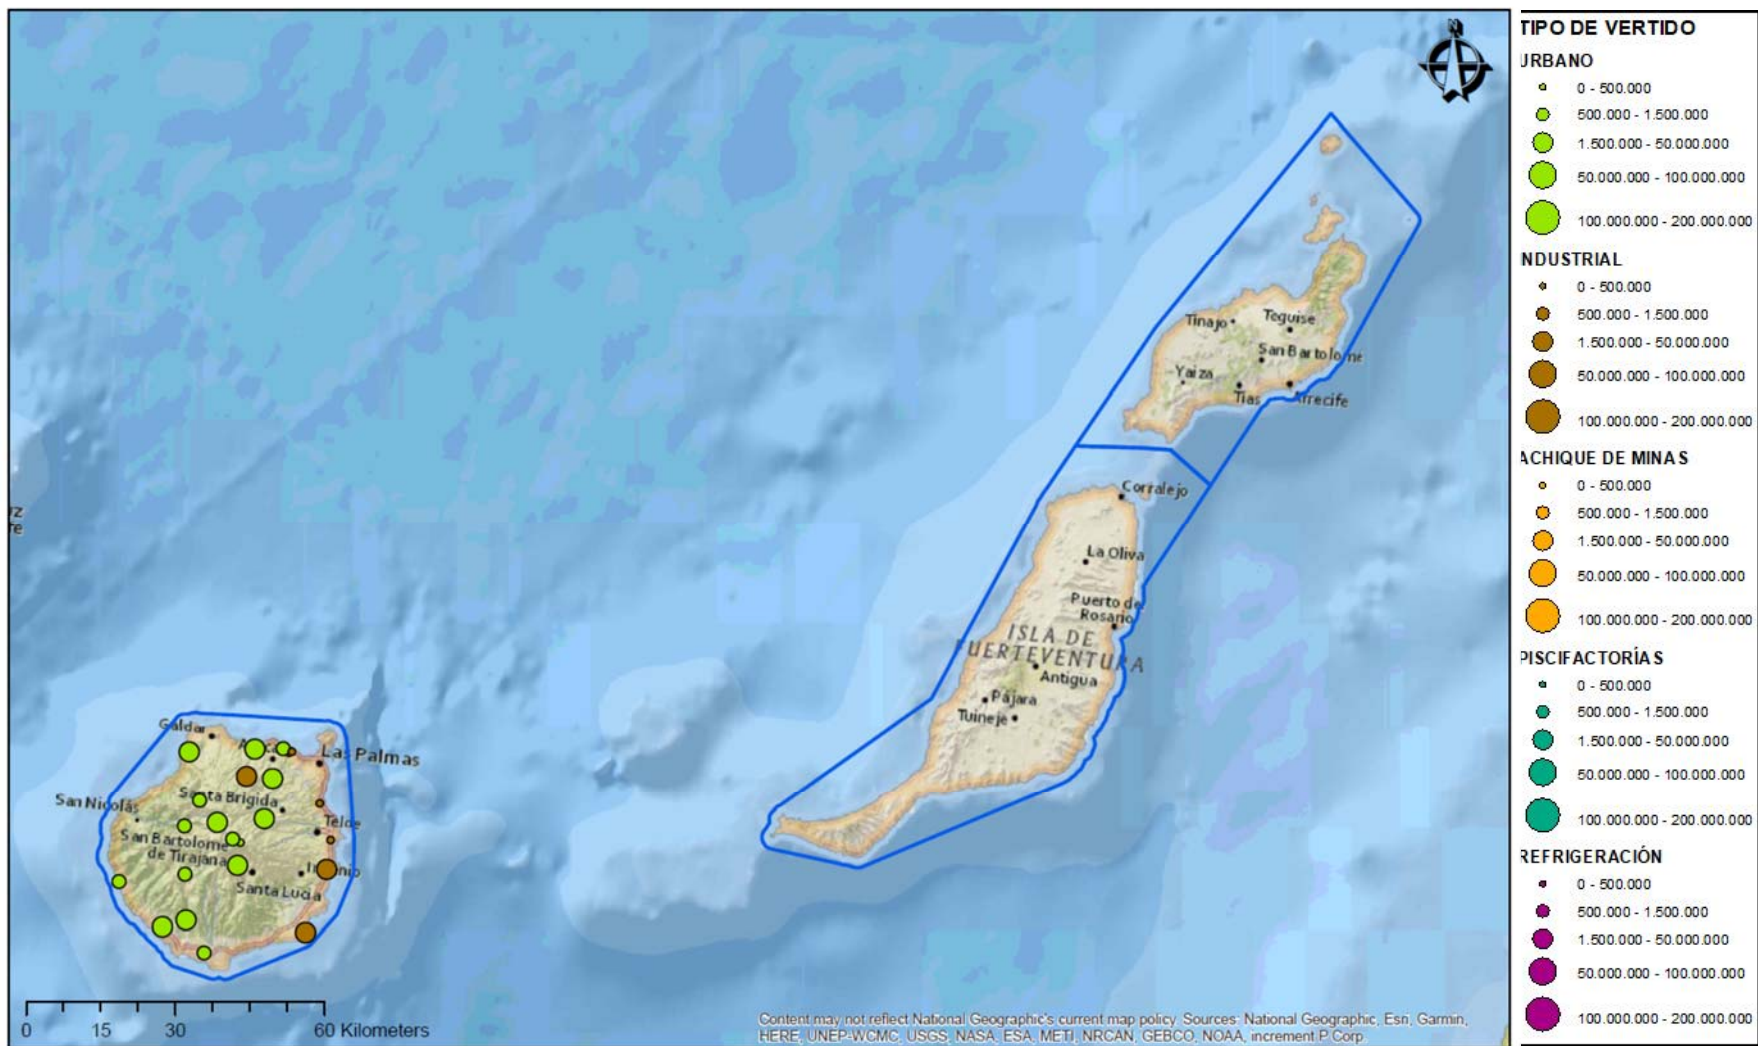 N
TIPO DE VERTIDO
URBANO
0 - 500.000
500.000 - 1.500.000
1.500.000 - 50.000.000
50.000.000 - 100.000.000
100.000.000 - 200.000.000
NDUSTRIAL
0 - 500.000
500.000 - 1.500.000
1.500.000 - 50.000.000
50.000.000 - 100.000.000
100.000.000 - 200.000.000
ACHIQUE DE MINAS
0 - 500.000
500.000 - 1.500.000
1.500.000 - 50.000.000
50.000.000 - 100.000.000
100.000.000 - 200.000.000
PISCIFACTORÍAS
0 - 500.000
500.000 - 1.500.000
1.500.000 - 50.000.000
50.000.000 - 100.000.000
100.000.000 - 200.000.000
REFRIGERACIÓN
0 - 500.000
500.000 - 1.500.000
1.500.000 - 50.000.000
50.000.000 - 100.000.000
100.000.000 - 200.000.000
Tinajo
Teguise
San Bartolomé
Yaiza
Tias
Arrecife
Corralejo
La Oliva
Puerto de
Rosario
ISLA DE
FUERTEVENTURA
Antigua
Pájara
Tuineje
Galdar
Las Palmas
San Nicolás
Santa Brigida
Telde
San Bartolomé
de Tirajana
Santa Lucia
0 15 30 60 Kilometers
Content may not reflect National Geographic's current map policy. Sources: National Geographic, Esri, Garmin,
HERE, UNEP-WCMC, USGS, NASA, ESA, METI, NRCAN, GEBCO, NOAA, increment P Corp.